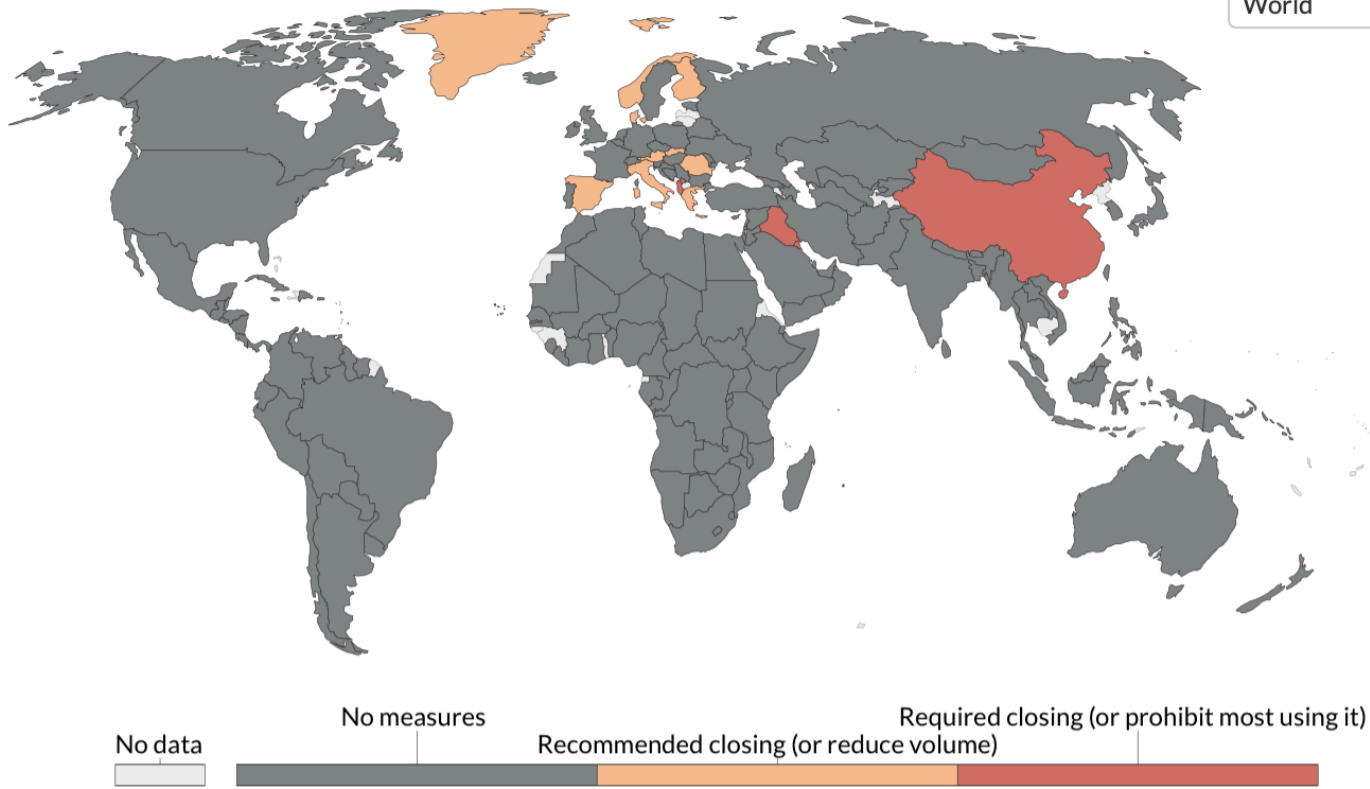 World
No measures
Required closing (or prohibit most using it)
No data
Recommended closing (or reduce volume)